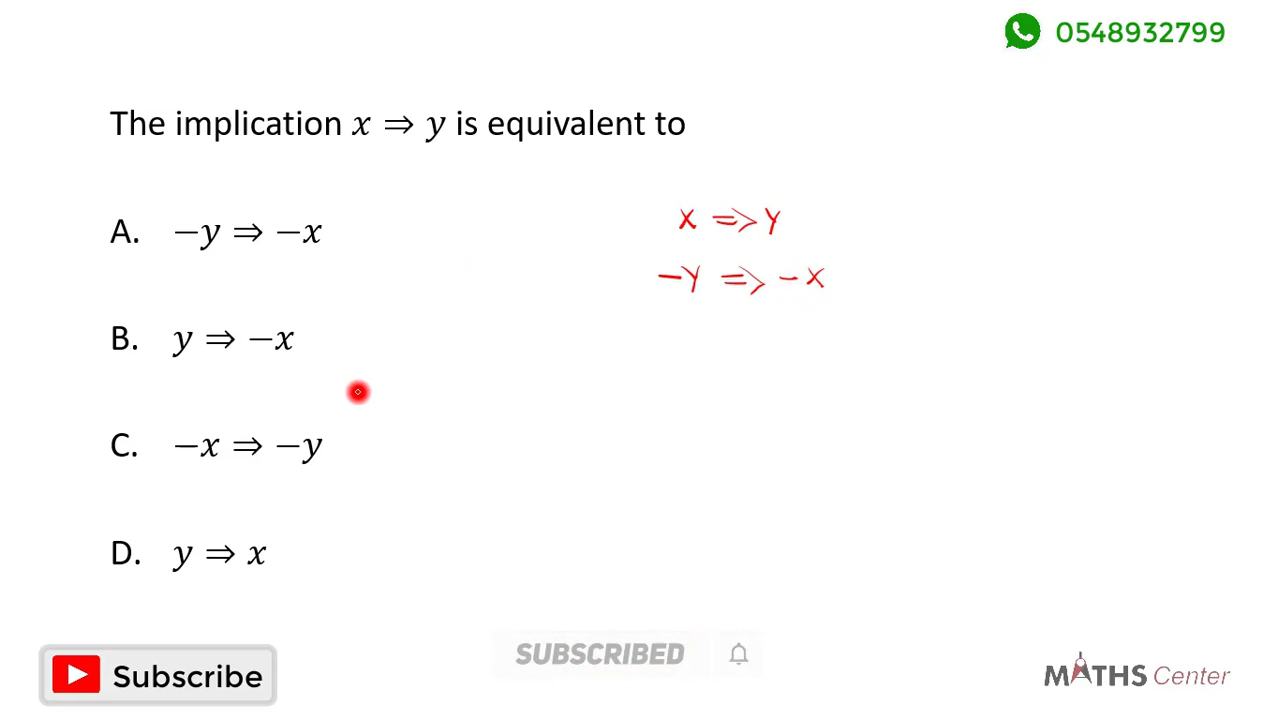 0548932799
The implication 𝑥 ⇒ 𝑦 is equivalent to
A. −𝑦 ⇒ −𝑥
x => y
−y => −x
B. 𝑦 ⇒ −𝑥
C. −𝑥 ⇒ −𝑦
D. 𝑦 ⇒ 𝑥
Subscribe
SUBSCRIBED
MATHS Center